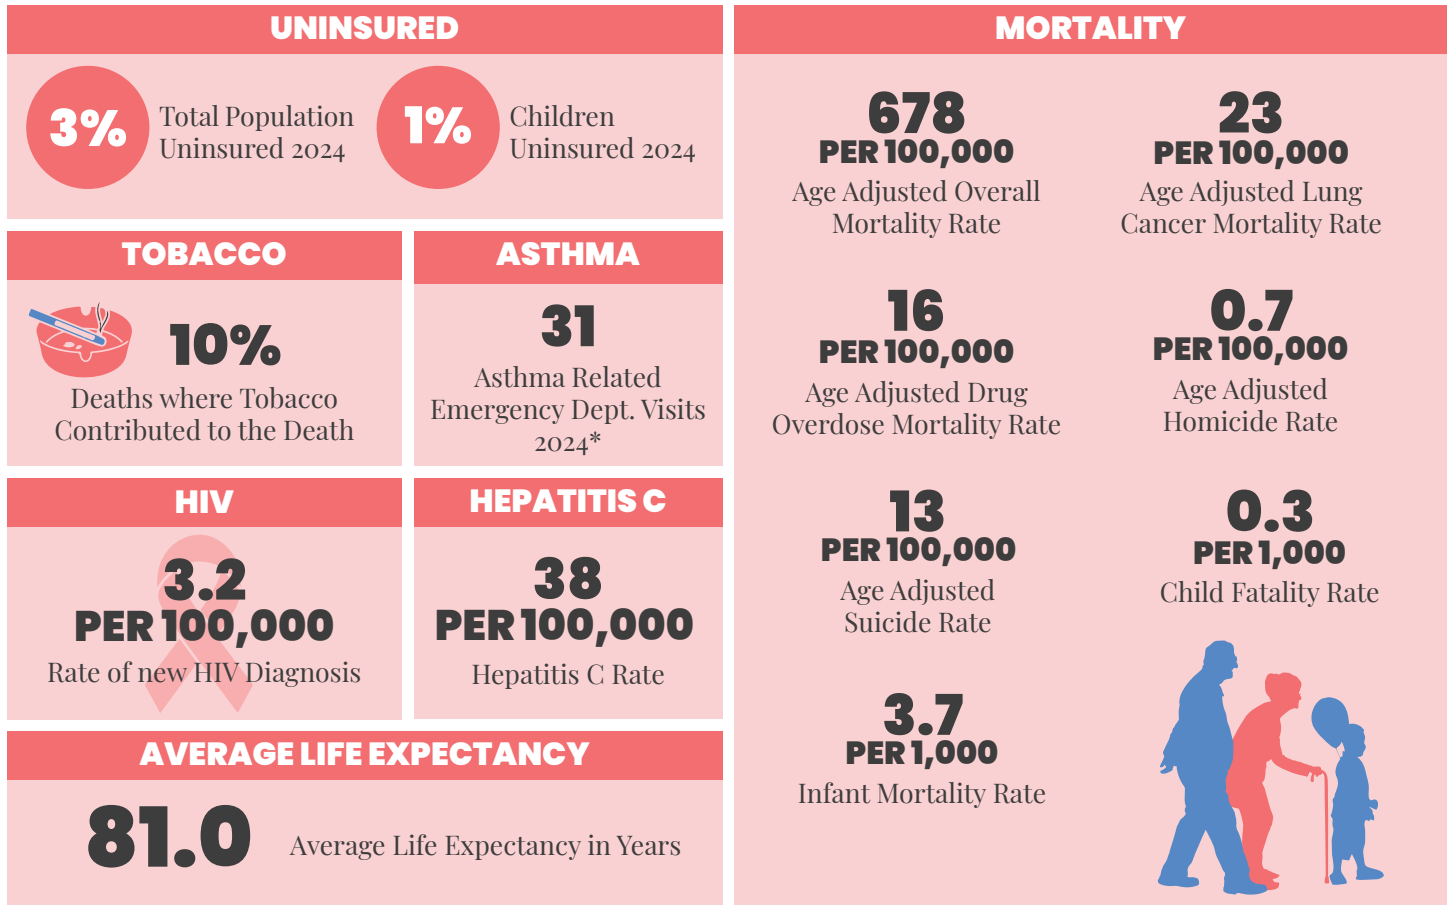 UNINSURED
3%
Total Population
Uninsured 2024
1%
Children
Uninsured 2024
TOBACCO
10%
Deaths where Tobacco
Contributed to the Death
ASTHMA
31
Asthma Related
Emergency Dept. Visits
2024*
HIV
3.2
PER 100,000
Rate of new HIV Diagnosis
HEPATITIS C
38
PER 100,000
Hepatitis C Rate
AVERAGE LIFE EXPECTANCY
81.0
Average Life Expectancy in Years
MORTALITY
678
PER 100,000
Age Adjusted Overall
Mortality Rate
23
PER 100,000
Age Adjusted Lung
Cancer Mortality Rate
16
PER 100,000
Age Adjusted Drug
Overdose Mortality Rate
0.7
PER 100,000
Age Adjusted
Homicide Rate
13
PER 100,000
Age Adjusted
Suicide Rate
0.3
PER 1,000
Child Fatality Rate
3.7
PER 1,000
Infant Mortality Rate